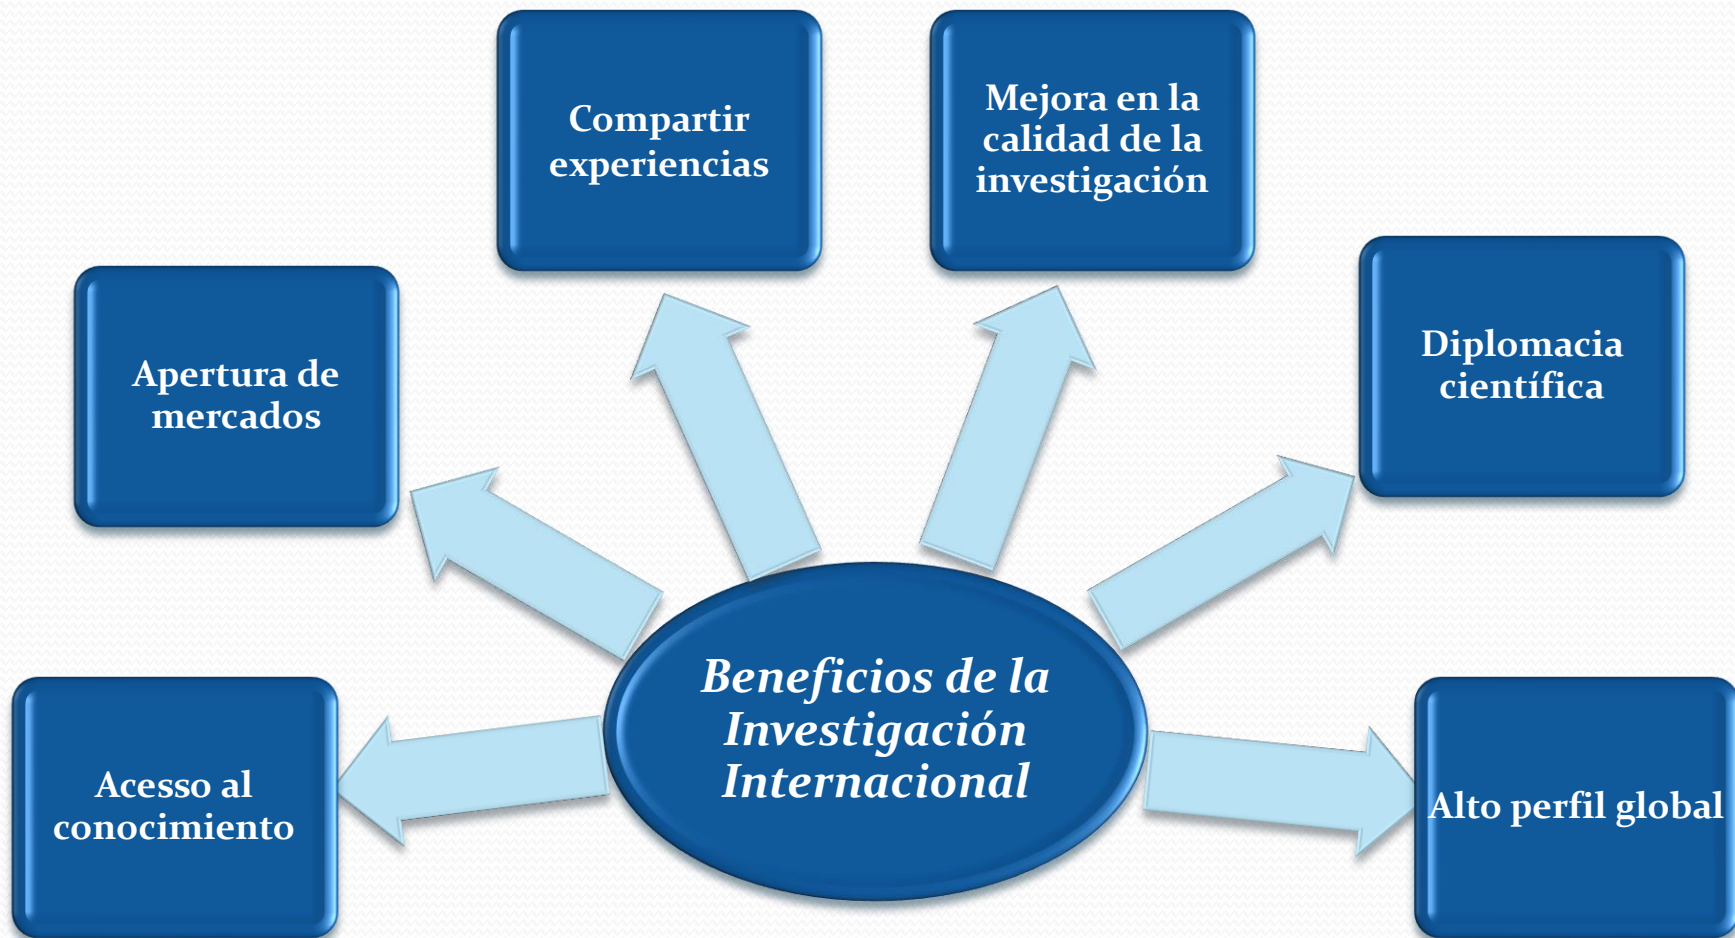 Compartir
experiencias
Mejora en la
calidad de la
investigación
Apertura de
mercados
Diplomacia
científica
Acesso al
conocimiento
Beneficios de la
Investigación
Internacional
Alto perfil global